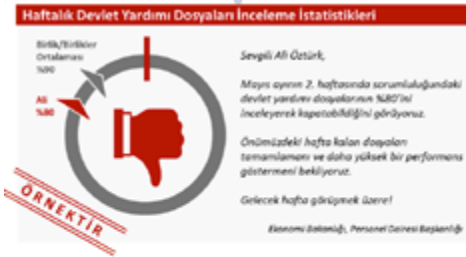 Haftalık Devlet Yardımı Dosyaları İnceleme İstatistikleri
Birlik/Birlikler
Ortalaması
%90
Ali
%80
Sevgili Ali Öztürk,
Mayıs ayının 2. haftasında sorumluluğundaki
devlet yardımı dosyalarının %80'ini
inceleyerek kapatabildiğini görüyoruz.
Önümüzdeki hafta kalan dosyaları
tamamlamanı ve daha yüksek bir performans
göstermeni bekliyoruz.
Gelecek hafta görüşmek üzere!
Ekonomi Bakanlığı, Personel Dairesi Başkanlığı
ÖRNEKTİR